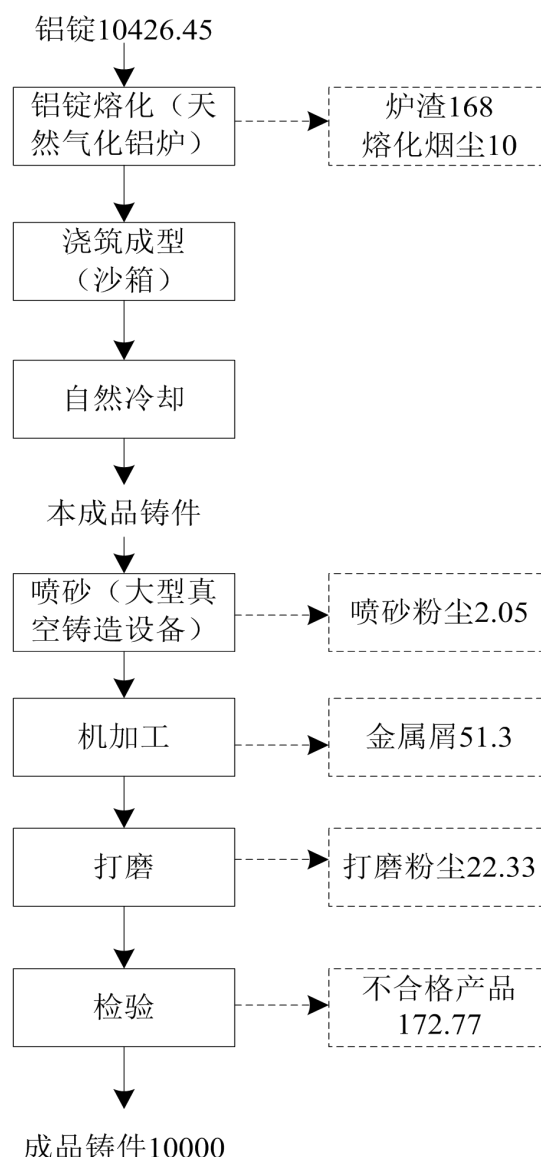 铝锭10426.45
铝锭熔化（天
然气化铝炉）
炉渣168
熔化烟尘10
浇筑成型
（沙箱）
自然冷却
本成品铸件
喷砂（大型真
空铸造设备）
喷砂粉尘2.05
机加工
金属屑51.3
打磨
打磨粉尘22.33
检验
不合格产品
172.77
成品铸件10000